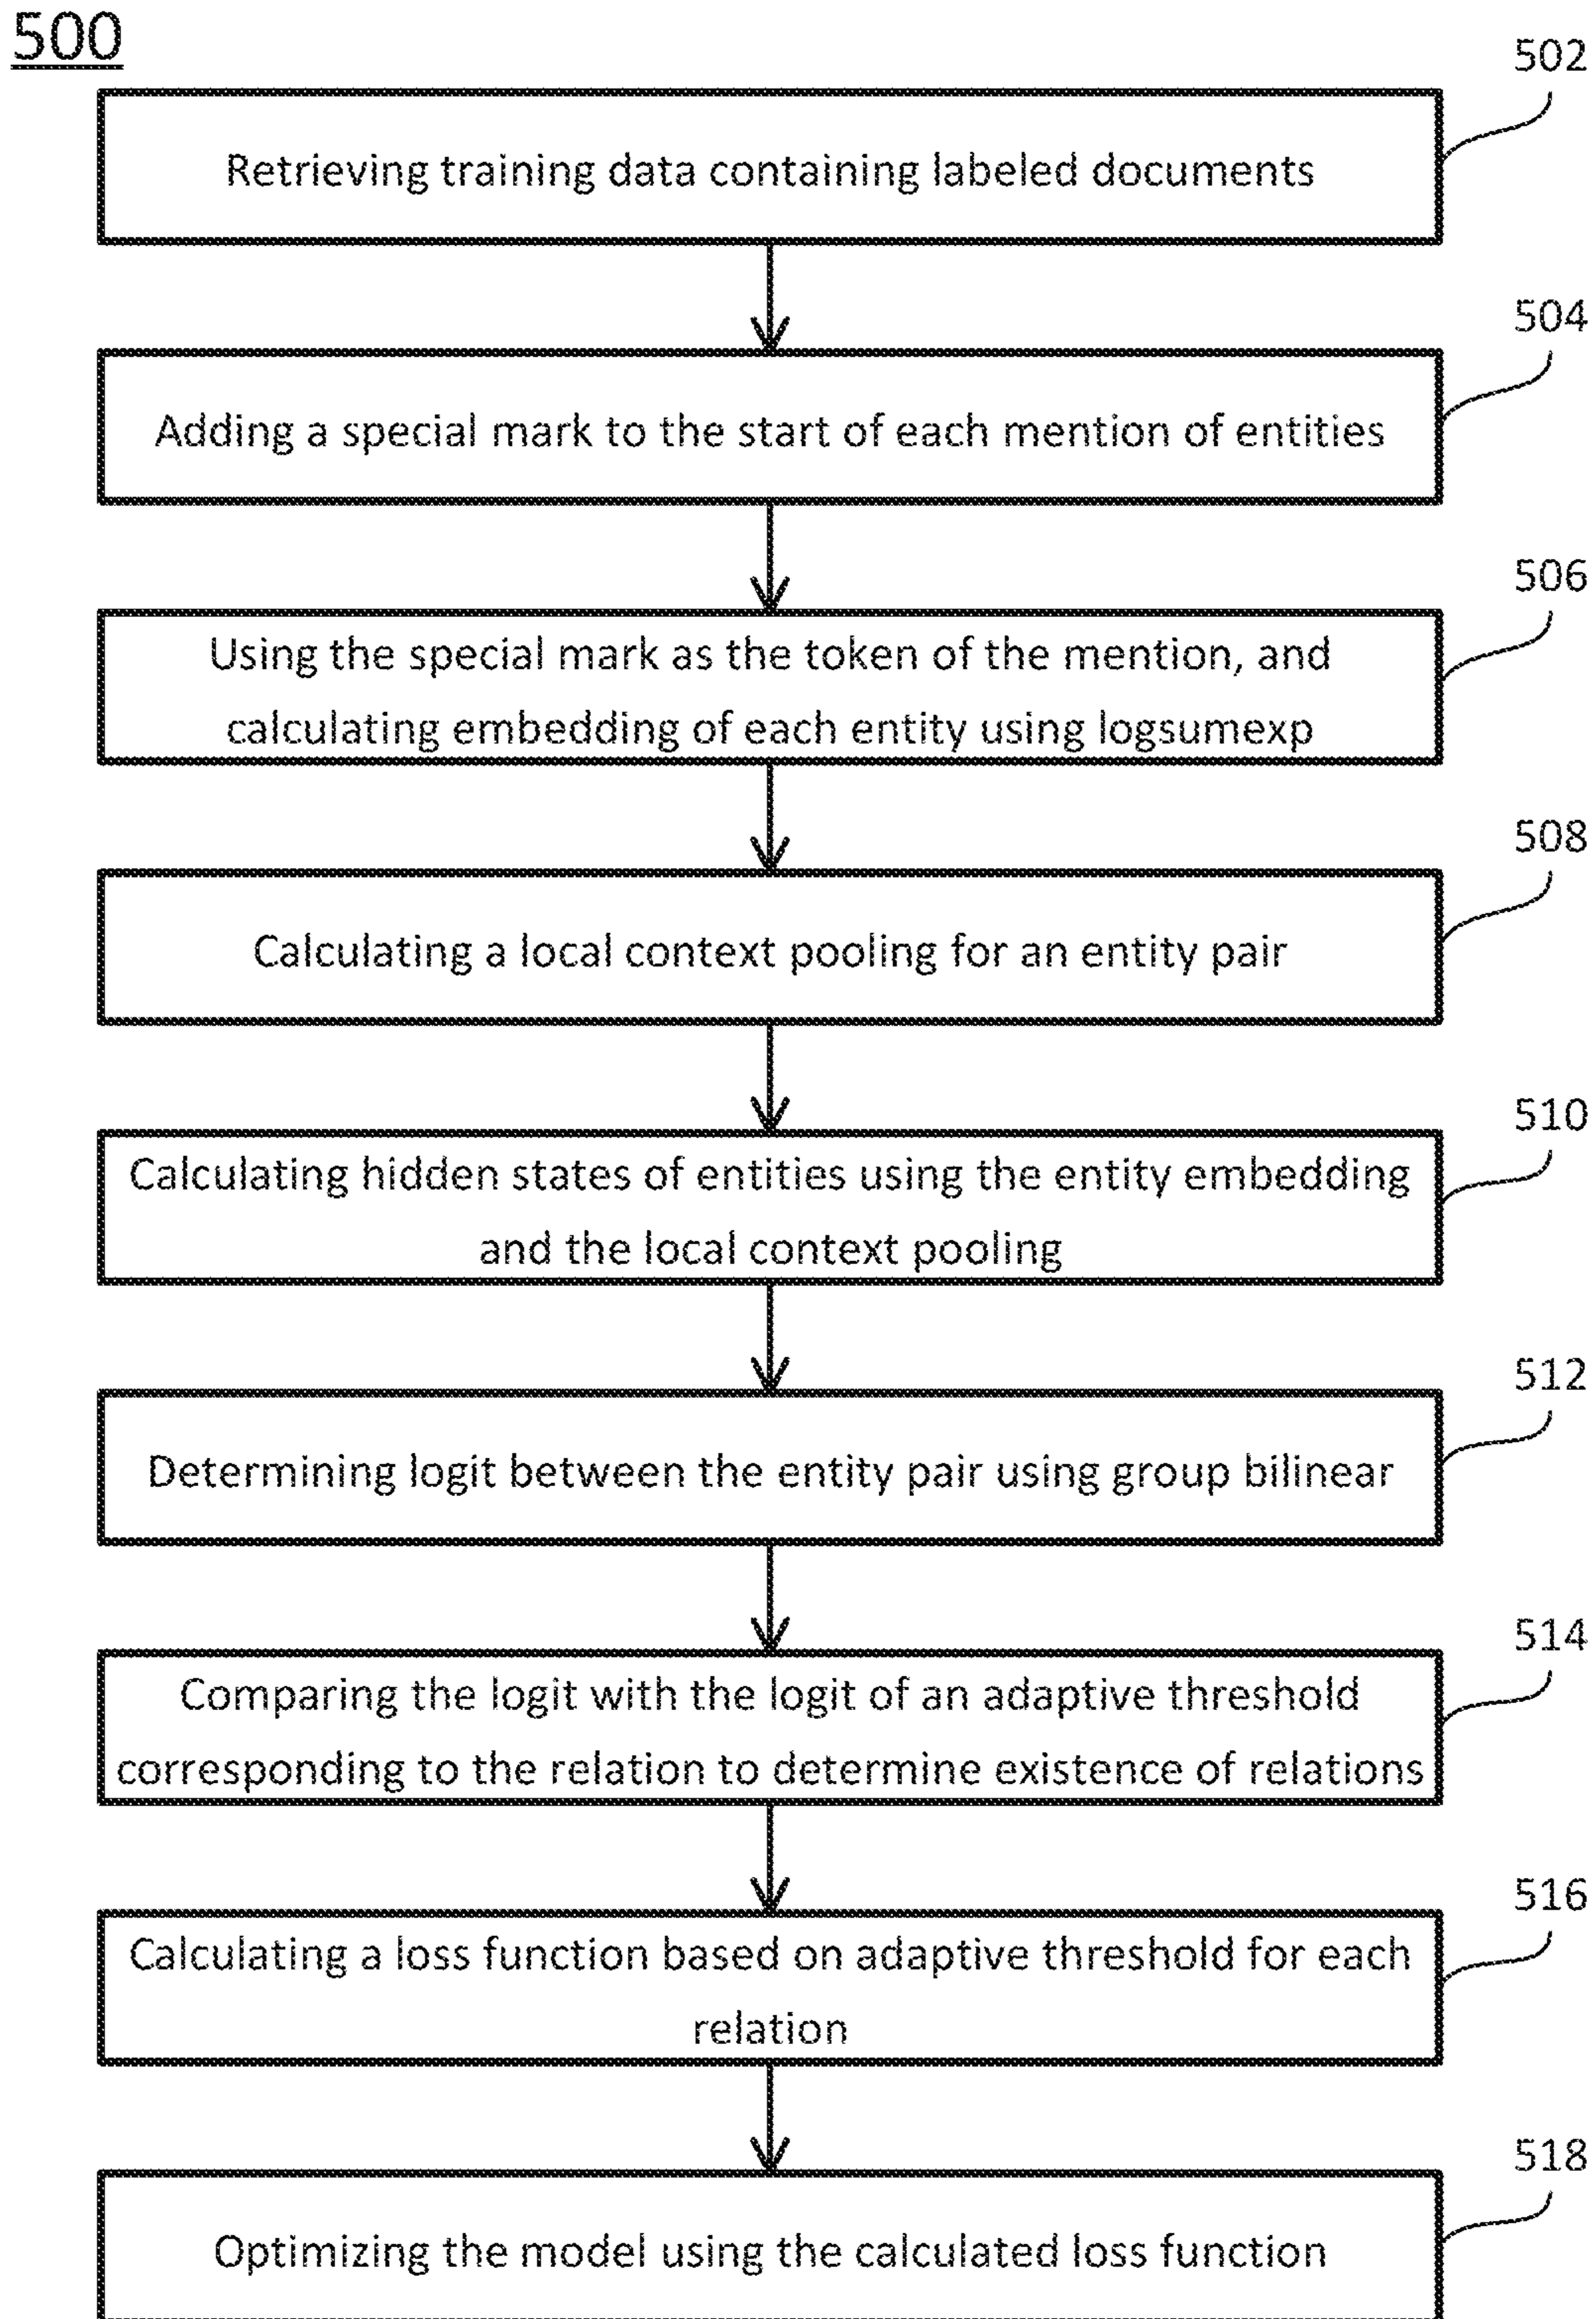 500
502
Retrieving training data containing labeled documents
504
Adding a special mark to the start of each mention of entities
506
Using the special mark as the token of the mention, and
calculating embedding of each entity using logsumexp
508
Calculating a local context pooling for an entity pair
510
Calculating hidden states of entities using the entity embedding
and the local context pooling
512
Determining logit between the entity pair using group bilinear
514
Comparing the logit with the logit of an adaptive threshold
corresponding to the relation to determine existence of relations
516
Calculating a loss function based on adaptive threshold for each
relation
518
Optimizing the model using the calculated loss function